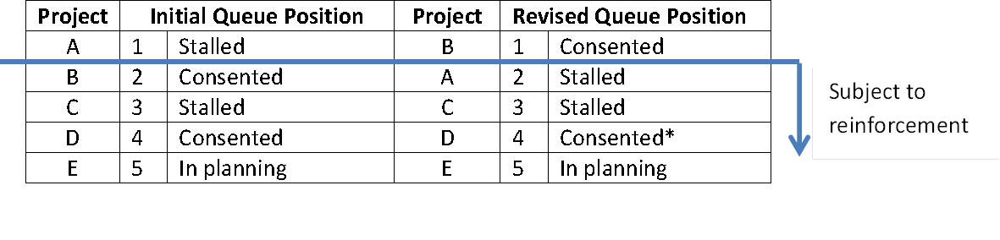 Project Initial Queue Position Project Revised Queue Position
A 1 Stalled B 1 Consented
B 2 Consented A 2 Stalled
C 3 Stalled C 3 Stalled
D 4 Consented D 4 Consented*
E 5 In planning E 5 In planning
Subject to
reinforcement